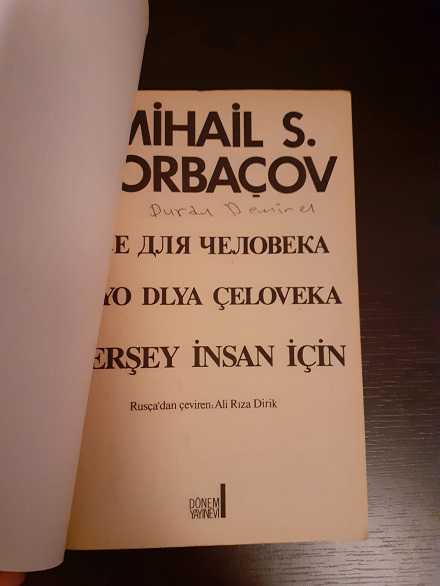 MİHAİL S.
ORBAÇOV
Durdu Demirel
Е ДЛЯ ЧЕЛОВЕКА
YO DLYA ÇELOVEKA
ERŞEY İNSAN İÇİN
Rusça'dan çeviren: Ali Rıza Dirik
DÖNEM
YAYINEVİ